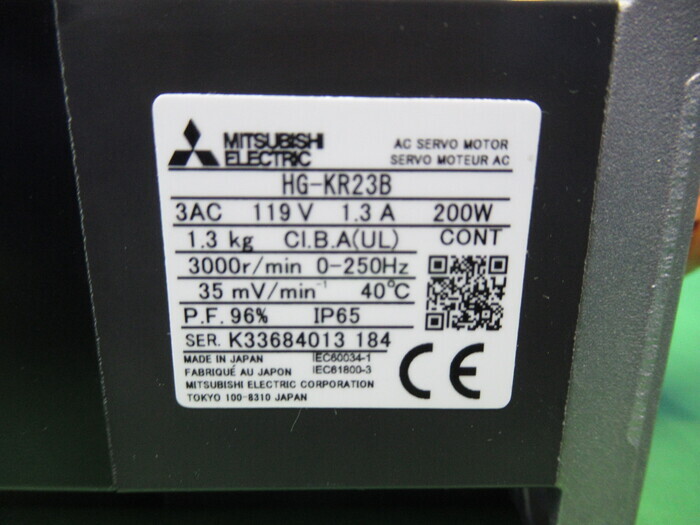 MITSUBISHI
ELECTRIC
AC SERVO MOTOR
SERVO MOTEUR AC
HG-KR23B
3AC 119 V 1.3 A 200W
1.3 kg Cl.B.A(UL) CONT
3000r/min 0-250Hz
35 mV/min⁻¹ 40℃
P.F. 96% IP65
SER. K33684013 184
MADE IN JAPAN IEC60034-1
FABRIQUÉ AU JAPON IEC61800-3
MITSUBISHI ELECTRIC CORPORATION
TOKYO 100-8310 JAPAN
CE